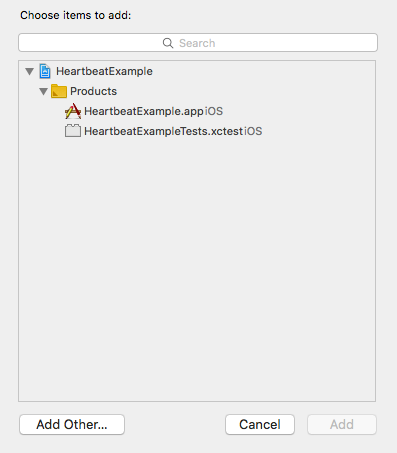 Choose items to add:
Search
HeartbeatExample
Products
HeartbeatExample.app iOS
HeartbeatExampleTests.xctest iOS
Add Other... Cancel Add